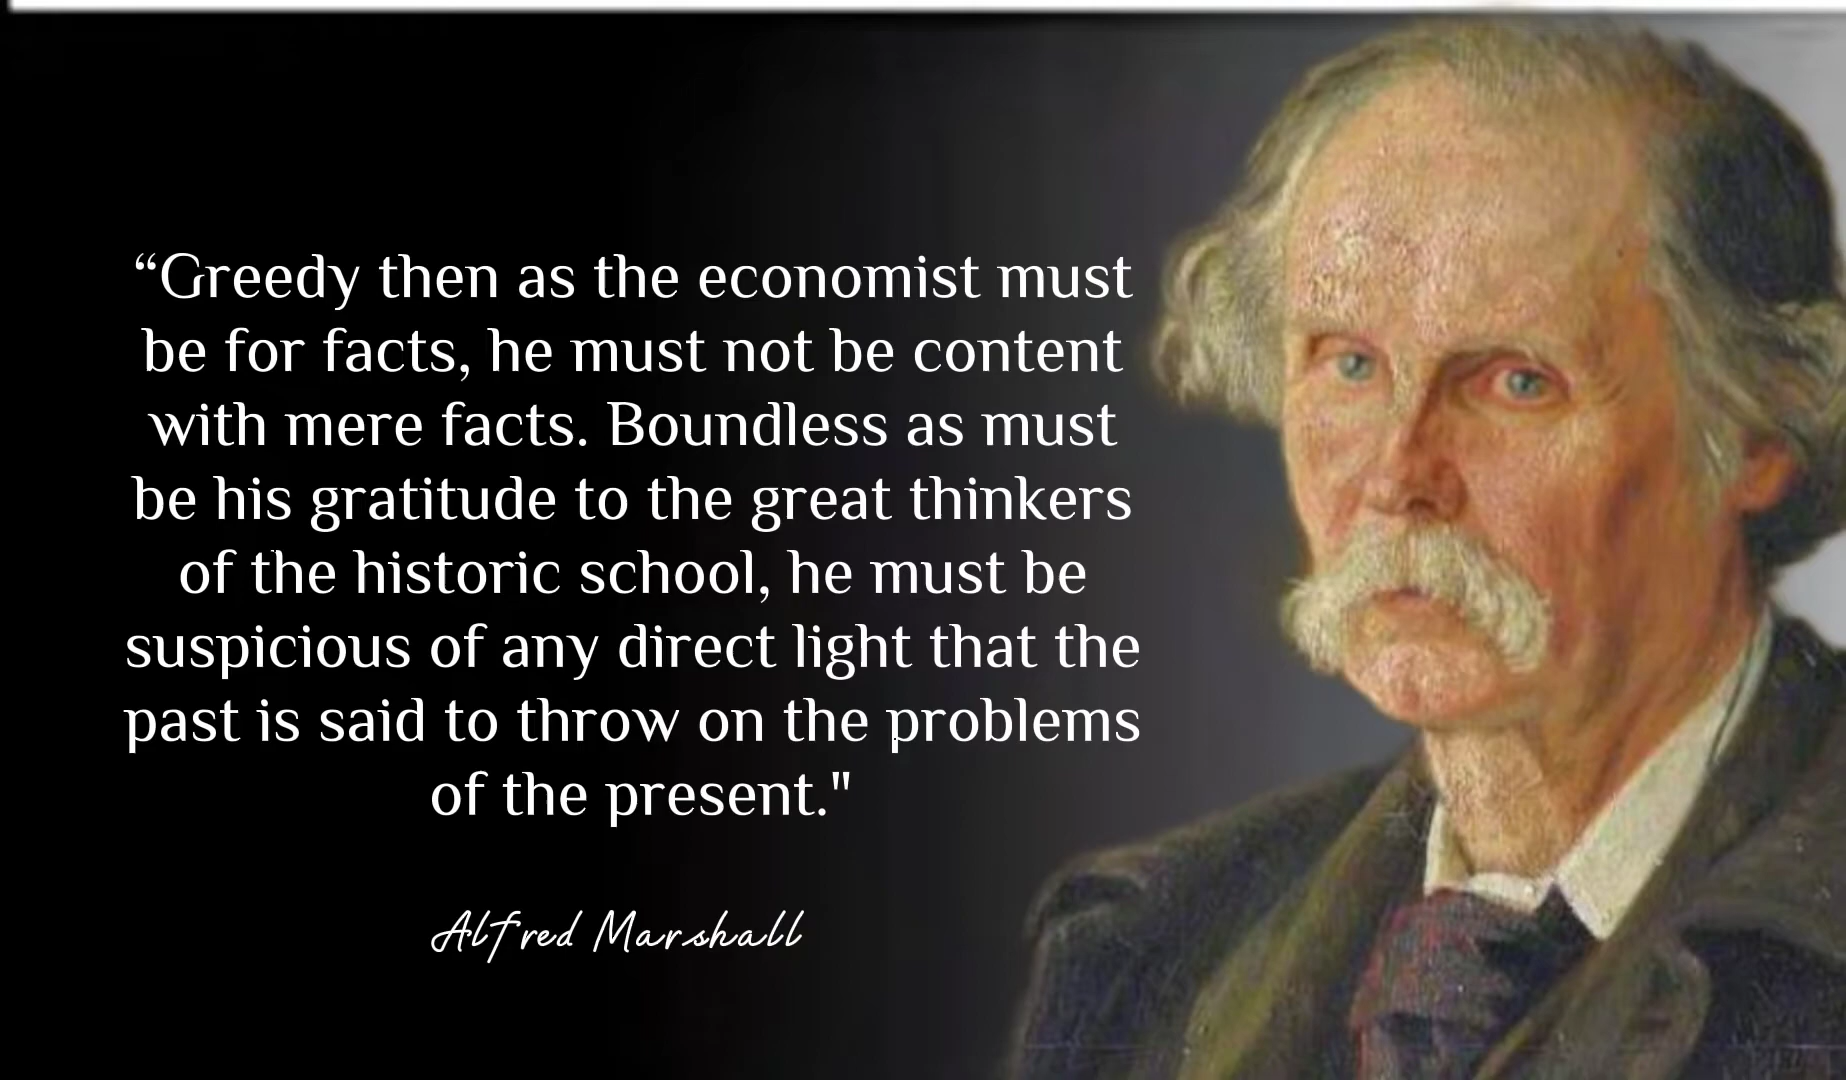 “Greedy then as the economist must
be for facts, he must not be content
with mere facts. Boundless as must
be his gratitude to the great thinkers
of the historic school, he must be
suspicious of any direct light that the
past is said to throw on the problems
of the present."
Alfred Marshall